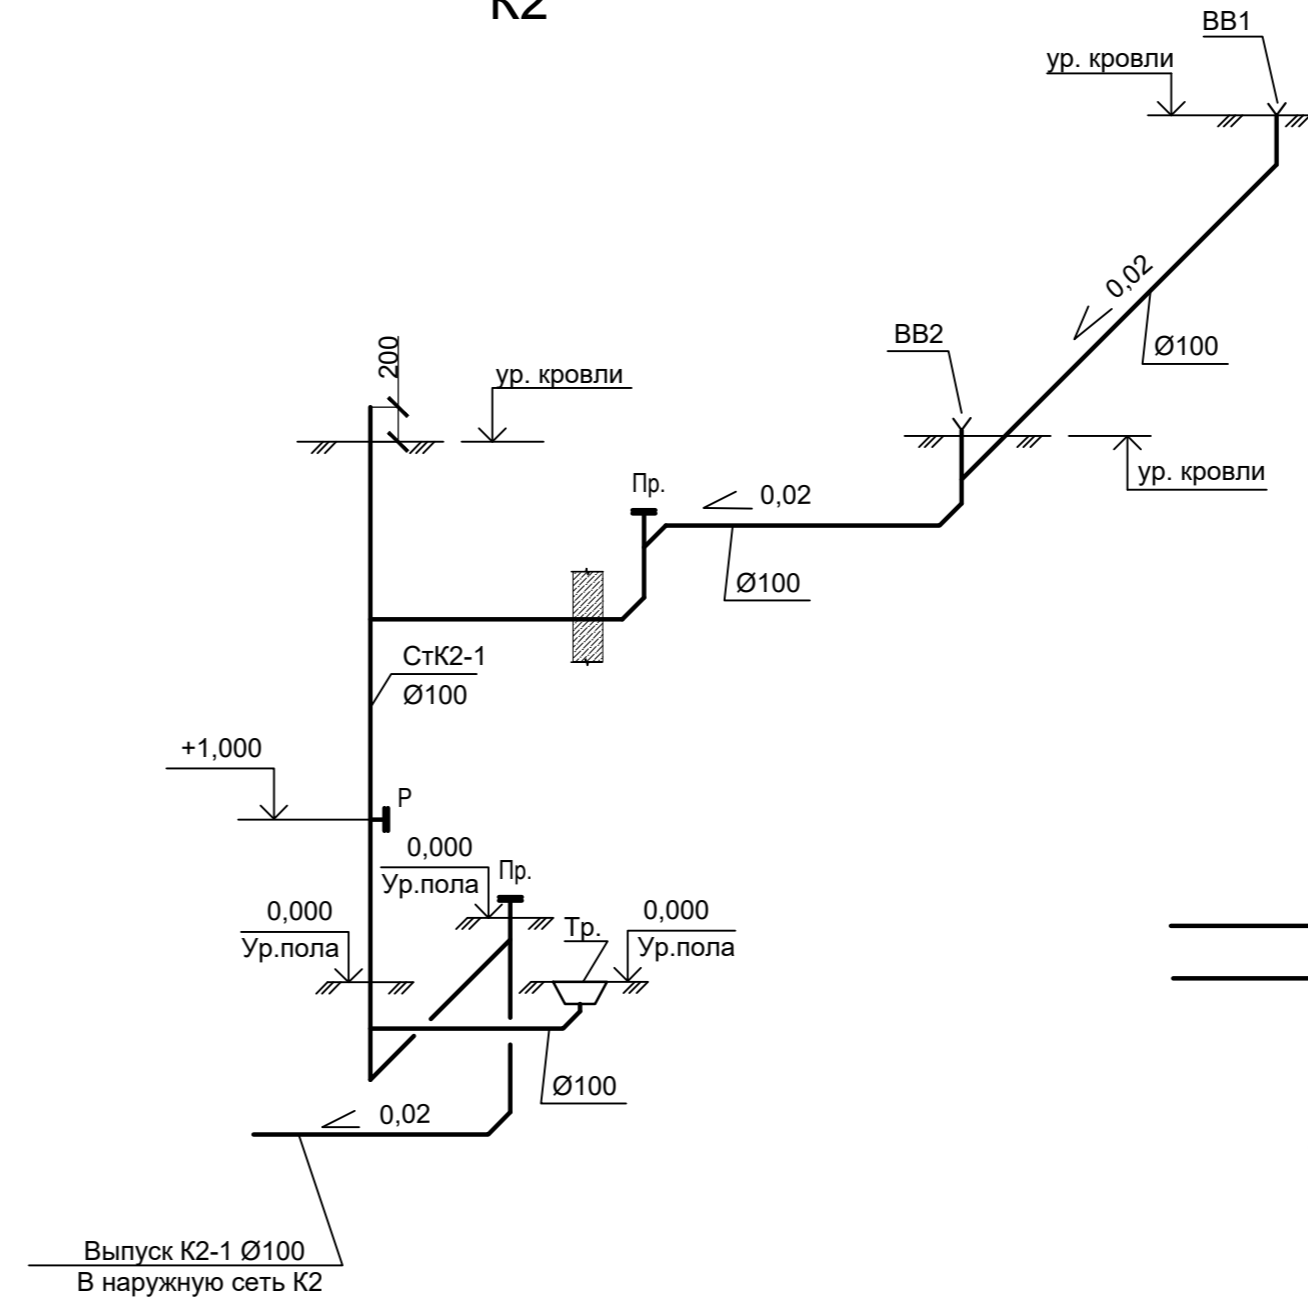 К2
ВВ1
ур. кровли
0,02
Ø100
ВВ2
200
ур. кровли
ур. кровли
Пр.
0,02
Ø100
СтК2-1
Ø100
+1,000
Р
0,000
Ур.пола
Пр.
0,000
Ур.пола
Тр.
0,000
Ур.пола
Ø100
0,02
Выпуск К2-1 Ø100
В наружную сеть К2